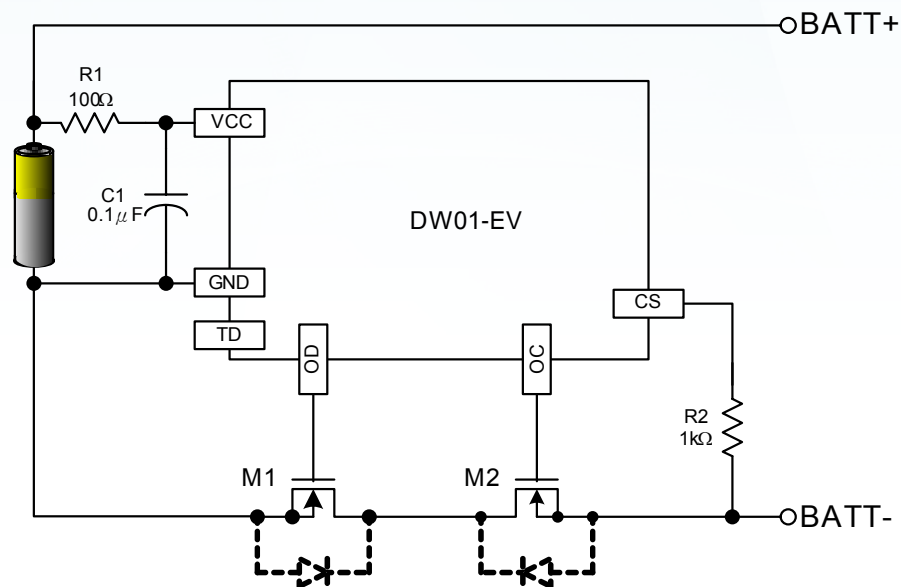 BATT+
R1
100Ω
VCC
C1
0.1μF
DW01-EV
GND
CS
TD
OD
OC
R2
1kΩ
M1
M2
BATT-